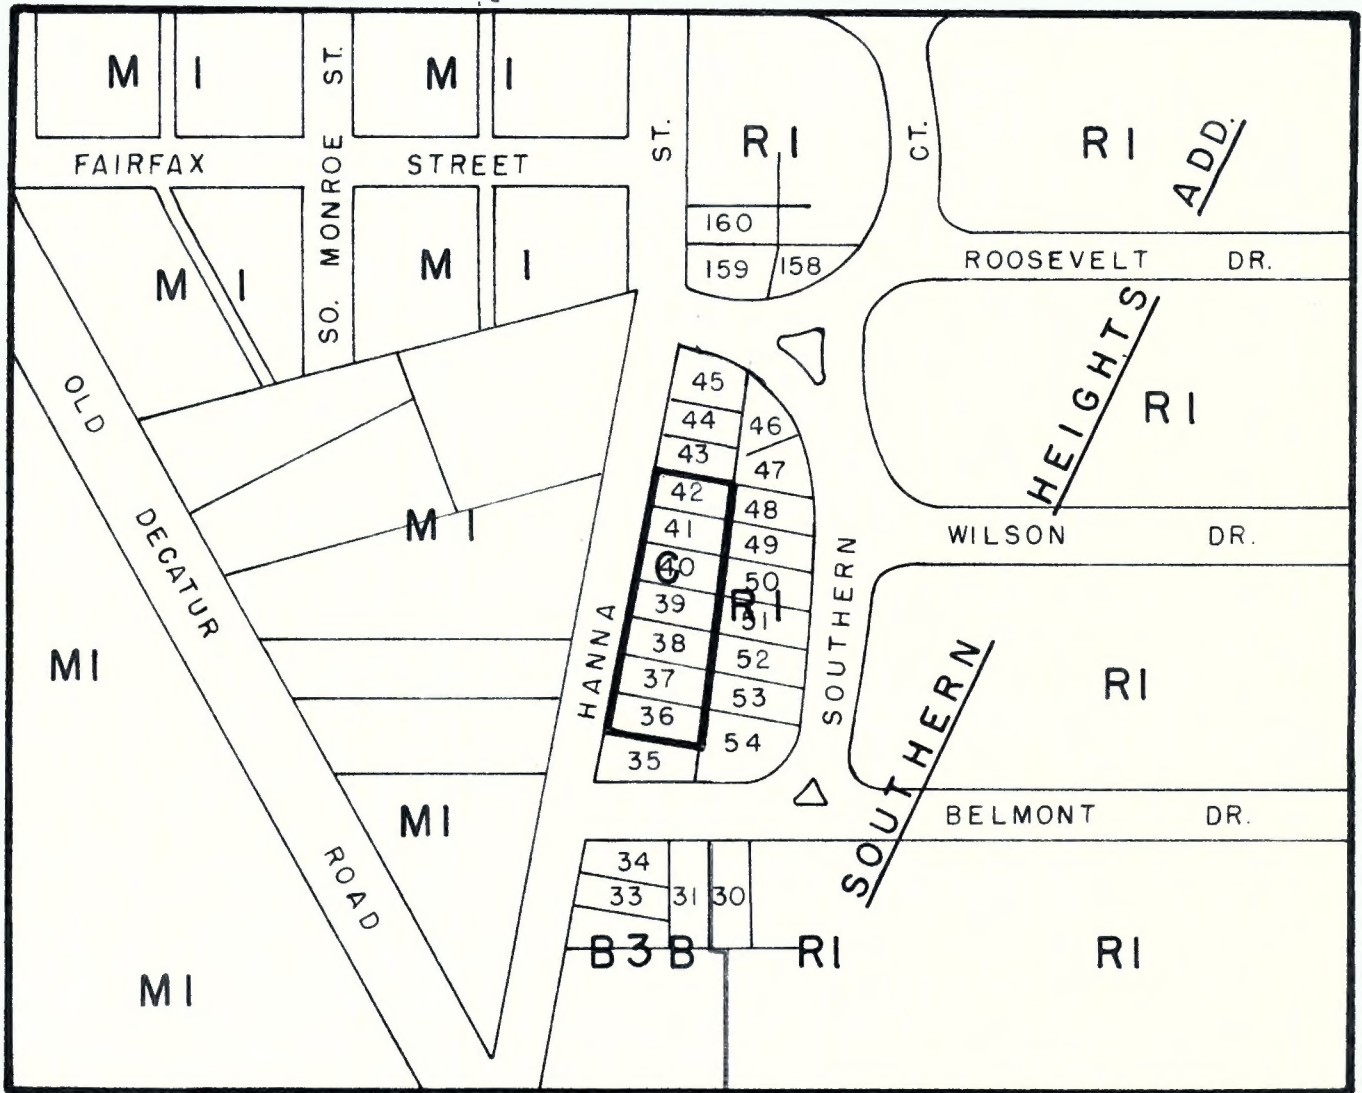 M I
M I
R I
R I
FAIRFAX STREET
SO. MONROE ST.
HANNA ST.
SOUTHERN CT.
SOUTHERN HEIGHTS ADD.
M I
M I
160
159
158
ROOSEVELT DR.
OLD DECATUR ROAD
45
44
43
42
41
40
39
38
37
36
35
46
47
48
49
50
51
52
53
54
C
R I
R I
M I
WILSON DR.
M I
R I
M I
BELMONT DR.
34
33
31
30
B 3 B
R I
R I
M I